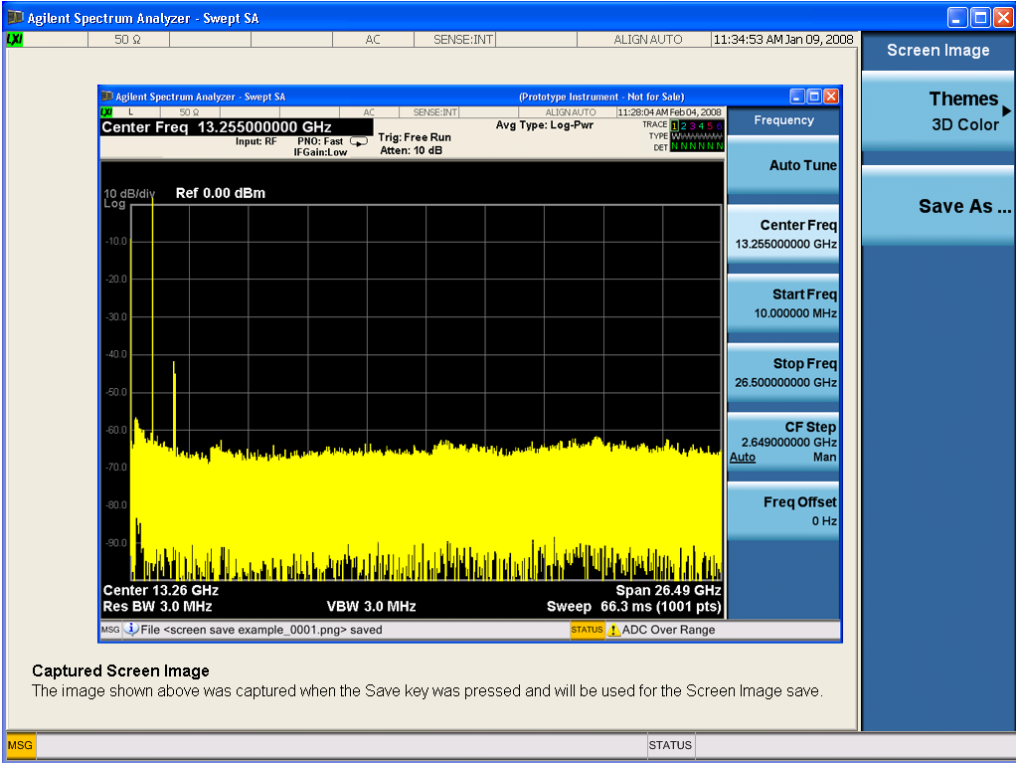 Agilent Spectrum Analyzer - Swept SA
LXI 50 Ω AC SENSE:INT ALIGN AUTO 11:34:53 AM Jan 09, 2008
Screen Image
Themes
3D Color
Save As ...
Agilent Spectrum Analyzer - Swept SA (Prototype Instrument - Not for Sale)
LXI L 50 Ω AC SENSE:INT ALIGN AUTO 11:28:04 AM Feb 04, 2008
Center Freq 13.255000000 GHz
Input: RF PNO: Fast
IFGain:Low
Trig: Free Run
Atten: 10 dB
Avg Type: Log-Pwr
TRACE 1 2 3 4 5 6
TYPE
DET N N N N N N
10 dB/div Ref 0.00 dBm
Log
-10.0
-20.0
-30.0
-40.0
-50.0
-60.0
-70.0
-80.0
-90.0
Center 13.26 GHz Span 26.49 GHz
Res BW 3.0 MHz VBW 3.0 MHz Sweep 66.3 ms (1001 pts)
MSG File <screen save example_0001.png> saved STATUS ADC Over Range
Frequency
Auto Tune
Center Freq
13.255000000 GHz
Start Freq
10.000000 MHz
Stop Freq
26.500000000 GHz
CF Step
2.649000000 GHz
Auto Man
Freq Offset
0 Hz
Captured Screen Image
The image shown above was captured when the Save key was pressed and will be used for the Screen Image save.
MSG STATUS